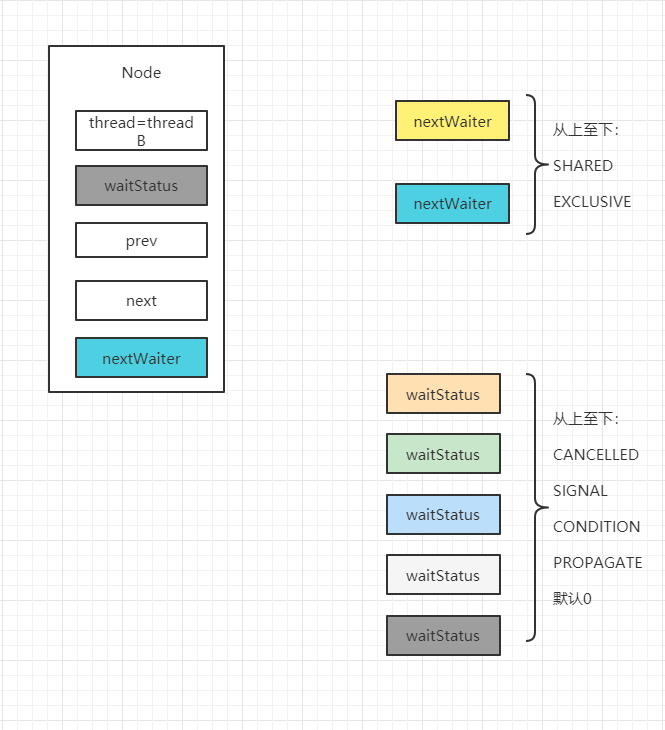 Node
thread=thread
B
waitStatus
prev
next
nextWaiter
nextWaiter
nextWaiter
从上至下：
SHARED
EXCLUSIVE
waitStatus
waitStatus
waitStatus
waitStatus
waitStatus
从上至下：
CANCELLED
SIGNAL
CONDITION
PROPAGATE
默认0